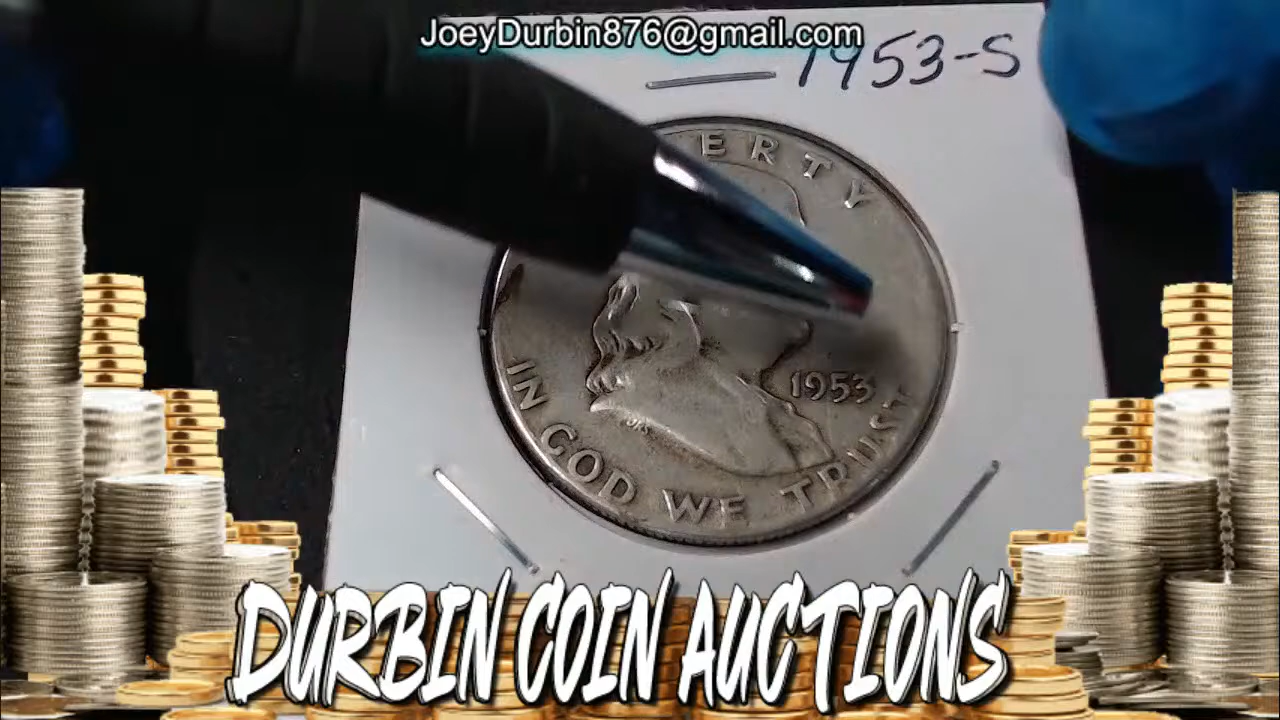 JoeyDurbin876@gmail.com
1953-S
ERTY
1953
IN GOD WE TRUST
DURBIN COIN AUCTIONS